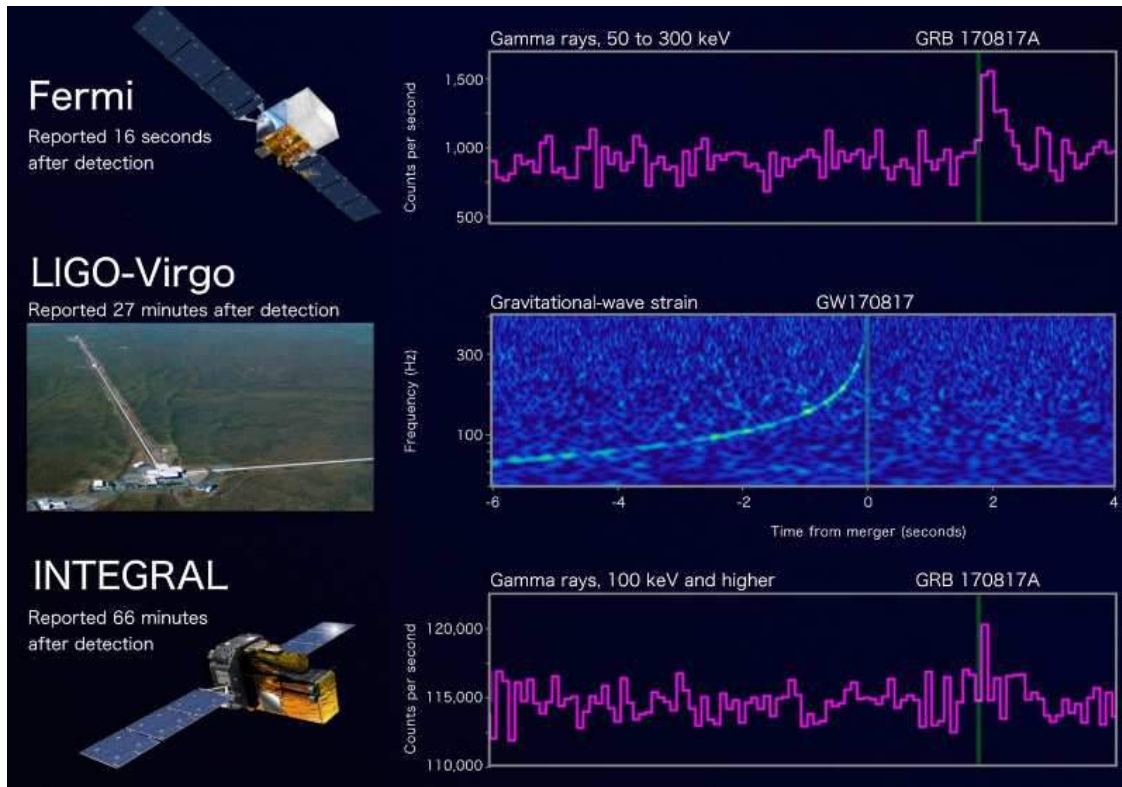 Fermi
Reported 16 seconds
after detection
Gamma rays, 50 to 300 keV
GRB 170817A
Counts per second
1,500
1,000
500
LIGO-Virgo
Reported 27 minutes after detection
Gravitational-wave strain
GW170817
Frequency (Hz)
300
100
-6
-4
-2
0
2
4
Time from merger (seconds)
INTEGRAL
Reported 66 minutes
after detection
Gamma rays, 100 keV and higher
GRB 170817A
Counts per second
120,000
115,000
110,000